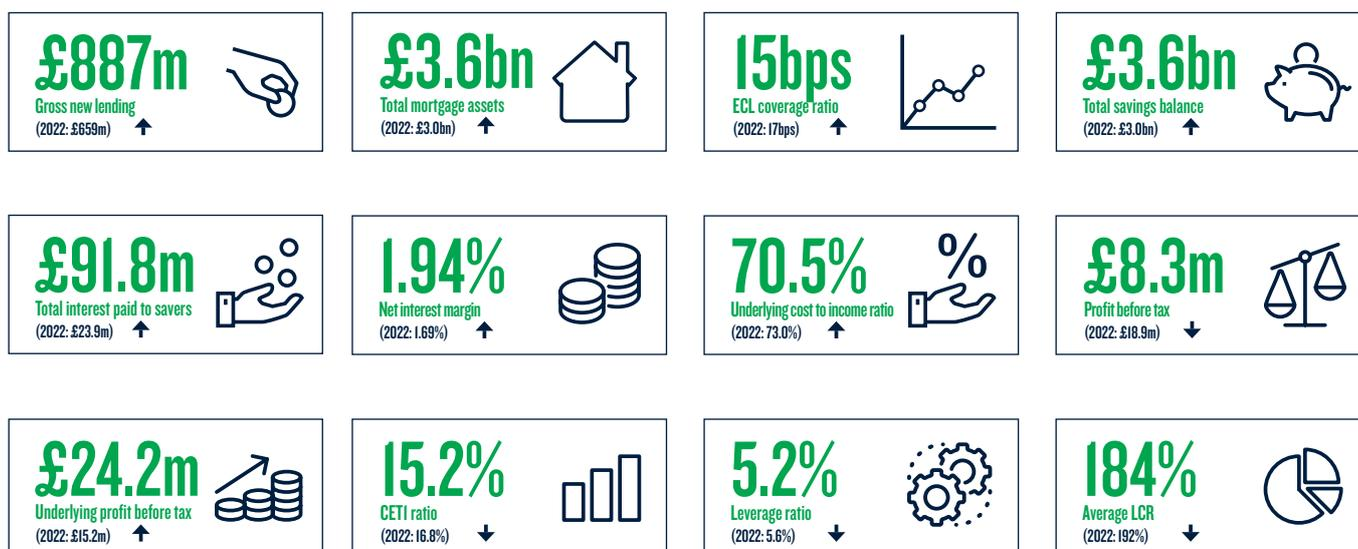 £887m
Gross new lending
(2022: £659m)
£3.6bn
Total mortgage assets
(2022: £3.0bn)
15bps
ECL coverage ratio
(2022: 17bps)
£3.6bn
Total savings balance
(2022: £3.0bn)
£91.8m
Total interest paid to savers
(2022: £23.9m)
1.94%
Net interest margin
(2022: 1.69%)
70.5%
Underlying cost to income ratio
(2022: 73.0%)
%
£8.3m
Profit before tax
(2022: £18.9m)
£24.2m
Underlying profit before tax
(2022: £15.2m)
15.2%
CET1 ratio
(2022: 16.8%)
5.2%
Leverage ratio
(2022: 5.6%)
184%
Average LCR
(2022: 192%)